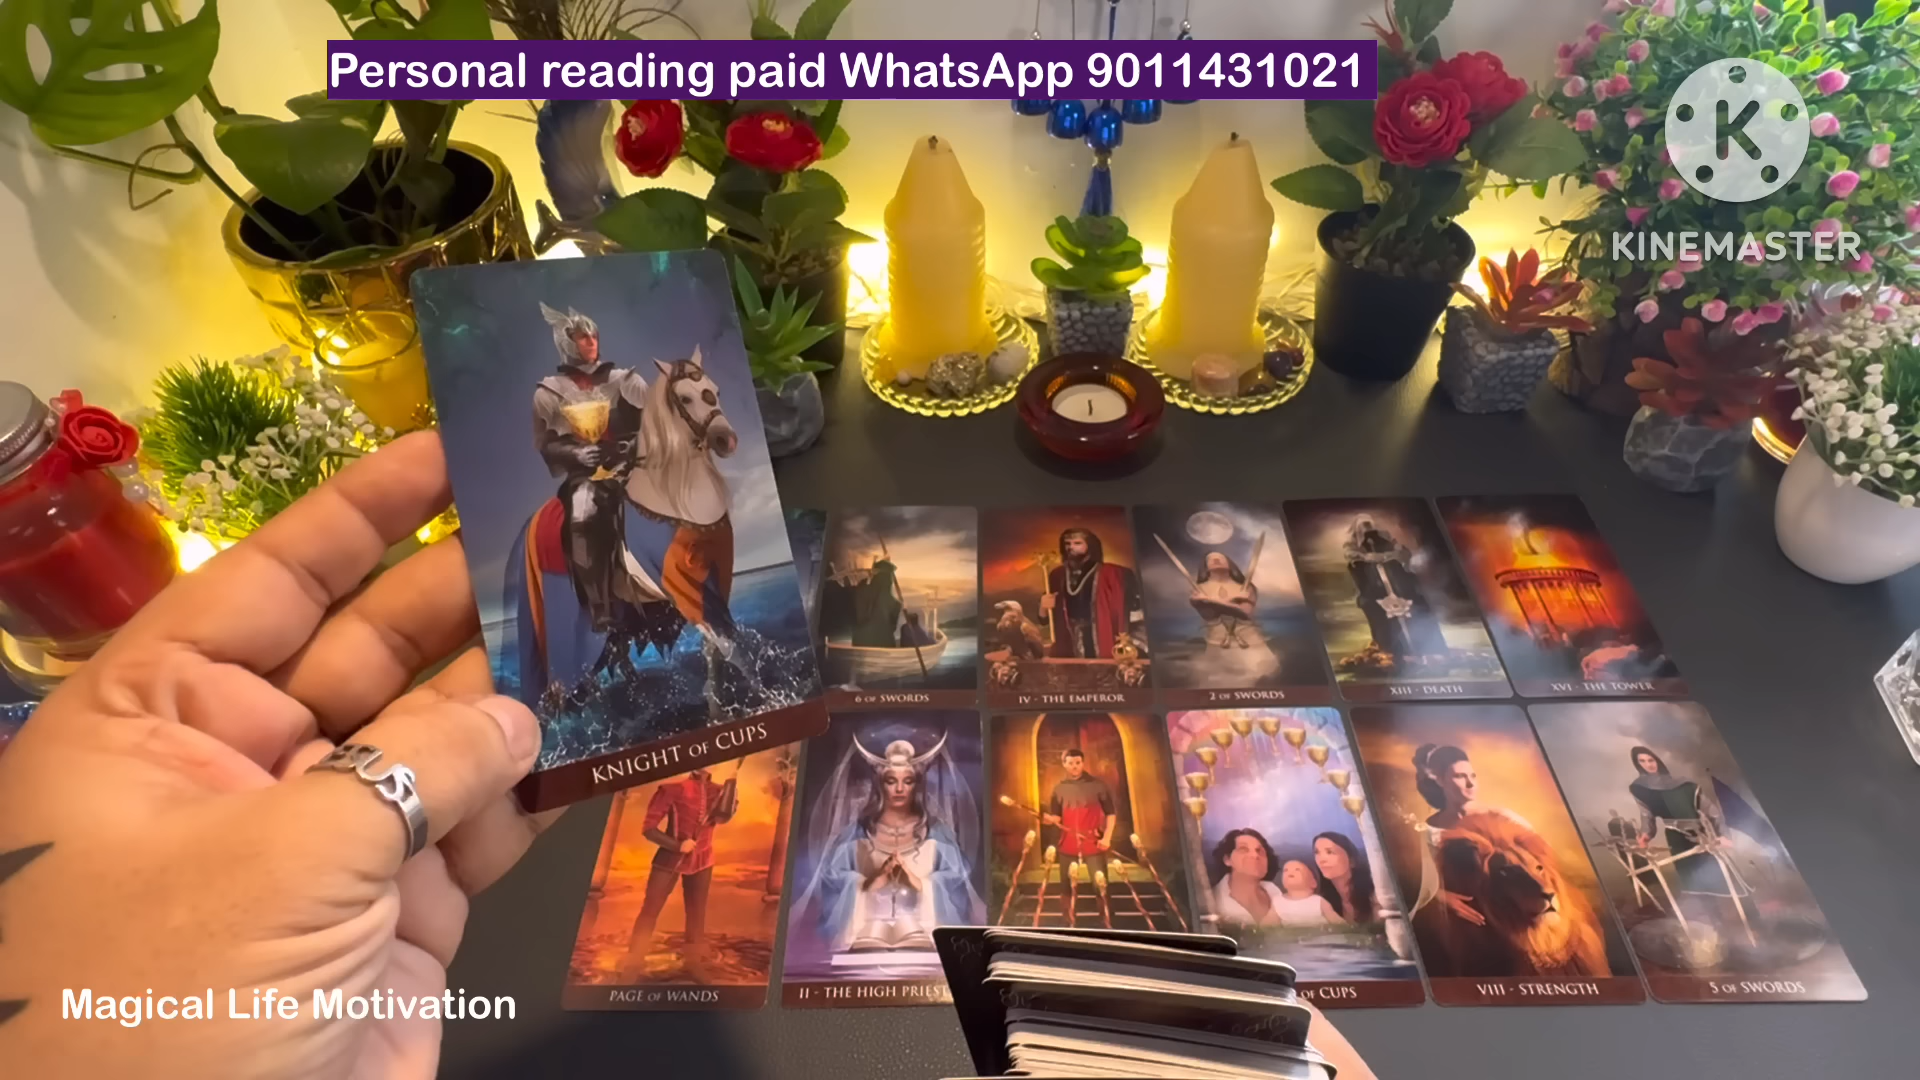 Personal reading paid WhatsApp 9011431021
K
KINEMASTER
KNIGHT OF CUPS
6 OF SWORDS
IV - THE EMPEROR
2 OF SWORDS
XIII - DEATH
XVI - THE TOWER
PAGE OF WANDS
II - THE HIGH PRIEST
OF CUPS
VIII - STRENGTH
5 OF SWORDS
Magical Life Motivation